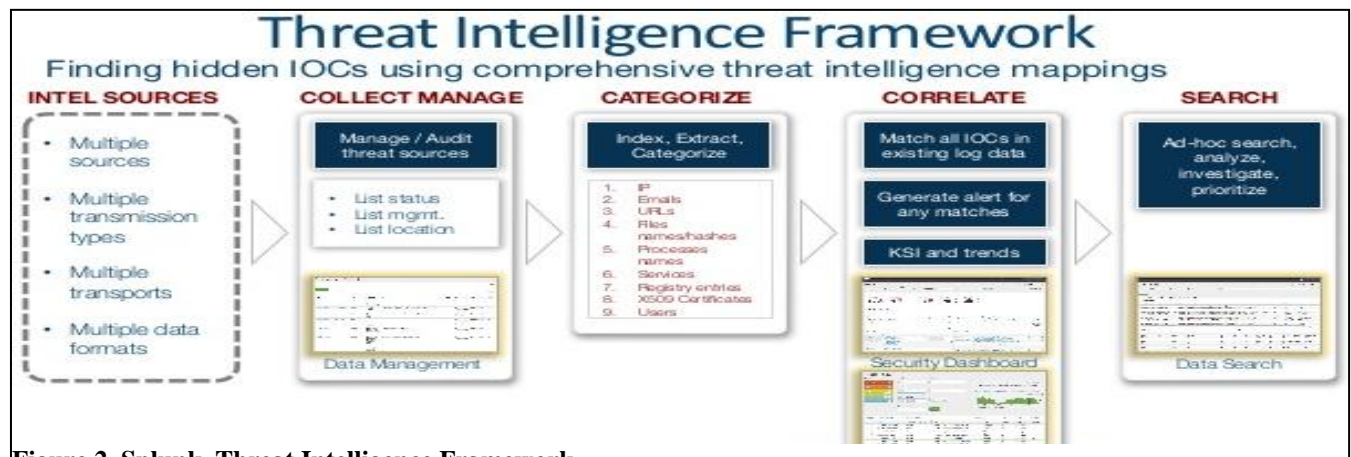 Threat Intelligence Framework
Finding hidden IOCs using comprehensive threat intelligence mappings
INTEL SOURCES
• Multiple
sources
• Multiple
transmission
types
• Multiple
transports
• Multiple data
formats
COLLECT MANAGE
Manage / Audit
threat sources
• List status
• List mgmt.
• List location
Data Management
CATEGORIZE
Index, Extract,
Categorize
1. IP
2. Emails
3. URLs
4. Files
names/hashes
5. Processes
names
6. Services
7. Registry entries
8. X509 Certificates
9. Users
CORRELATE
Match all IOCs in
existing log data
Generate alert for
any matches
KSI and trends
Security Dashboard
SEARCH
Ad-hoc search,
analyze,
investigate,
prioritize
Data Search
Figure 2. Splunk, Threat Intelligence Framework